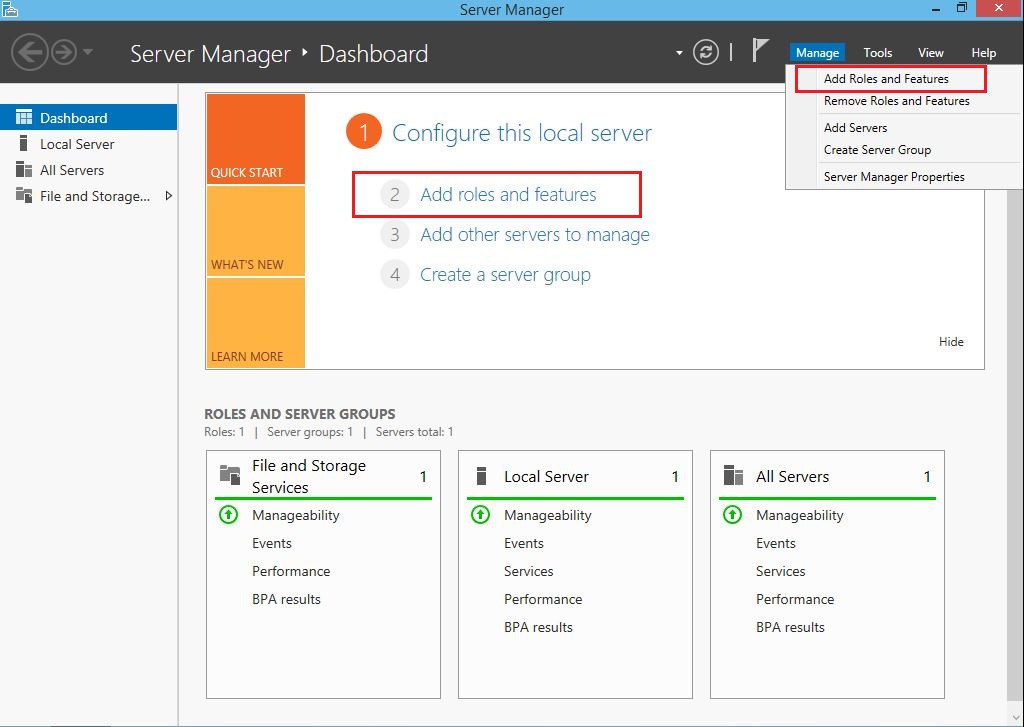 Server Manager
Server Manager ‣ Dashboard
Manage Tools View Help
Add Roles and Features
Remove Roles and Features
Add Servers
Create Server Group
Server Manager Properties
Dashboard
Local Server
All Servers
File and Storage...
QUICK START
WHAT'S NEW
LEARN MORE
1 Configure this local server
2 Add roles and features
3 Add other servers to manage
4 Create a server group
Hide
ROLES AND SERVER GROUPS
Roles: 1 | Server groups: 1 | Servers total: 1
File and Storage
Services 1
Manageability
Events
Performance
BPA results
Local Server 1
Manageability
Events
Services
Performance
BPA results
All Servers 1
Manageability
Events
Services
Performance
BPA results